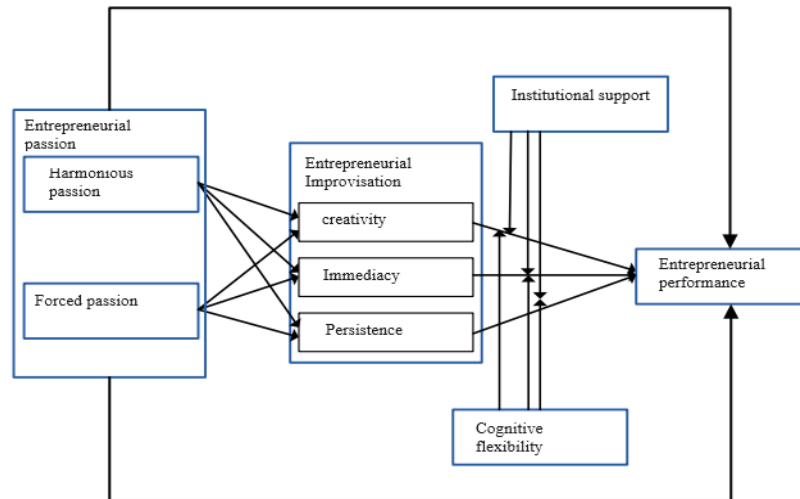 Institutional support
Entrepreneurial
passion
Harmonious
passion
Entrepreneurial
Improvisation
creativity
Immediacy
Entrepreneurial
performance
Forced passion
Persistence
Cognitive
flexibility